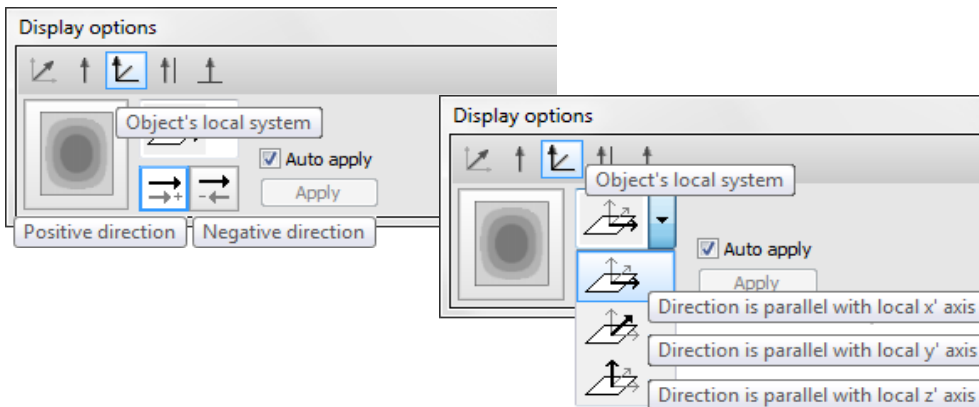 Display options
Object's local system
Auto apply
Apply
Positive direction
Negative direction
Display options
Object's local system
Auto apply
Apply
Direction is parallel with local x' axis
Direction is parallel with local y' axis
Direction is parallel with local z' axis